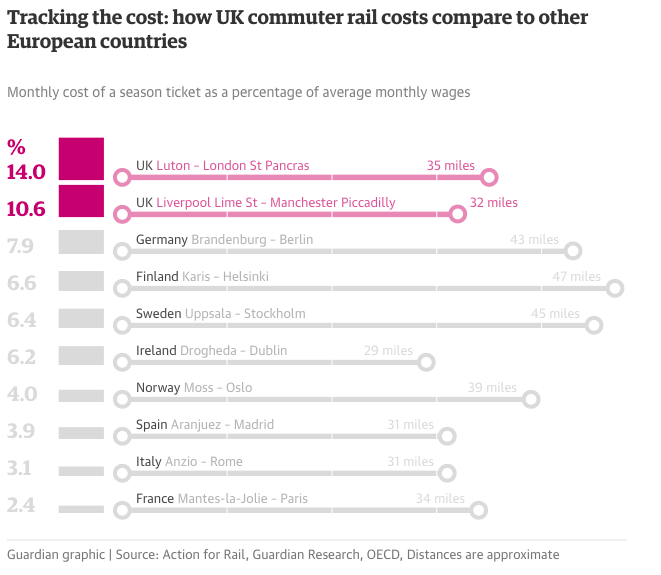 Tracking the cost: how UK commuter rail costs compare to other
European countries
Monthly cost of a season ticket as a percentage of average monthly wages
%
14.0 UK Luton – London St Pancras 35 miles
10.6 UK Liverpool Lime St – Manchester Piccadilly 32 miles
7.9 Germany Brandenburg – Berlin 43 miles
6.6 Finland Karis – Helsinki 47 miles
6.4 Sweden Uppsala – Stockholm 45 miles
6.2 Ireland Drogheda – Dublin 29 miles
4.0 Norway Moss – Oslo 39 miles
3.9 Spain Aranjuez – Madrid 31 miles
3.1 Italy Anzio – Rome 31 miles
2.4 France Mantes-la-Jolie – Paris 34 miles
Guardian graphic | Source: Action for Rail, Guardian Research, OECD, Distances are approximate